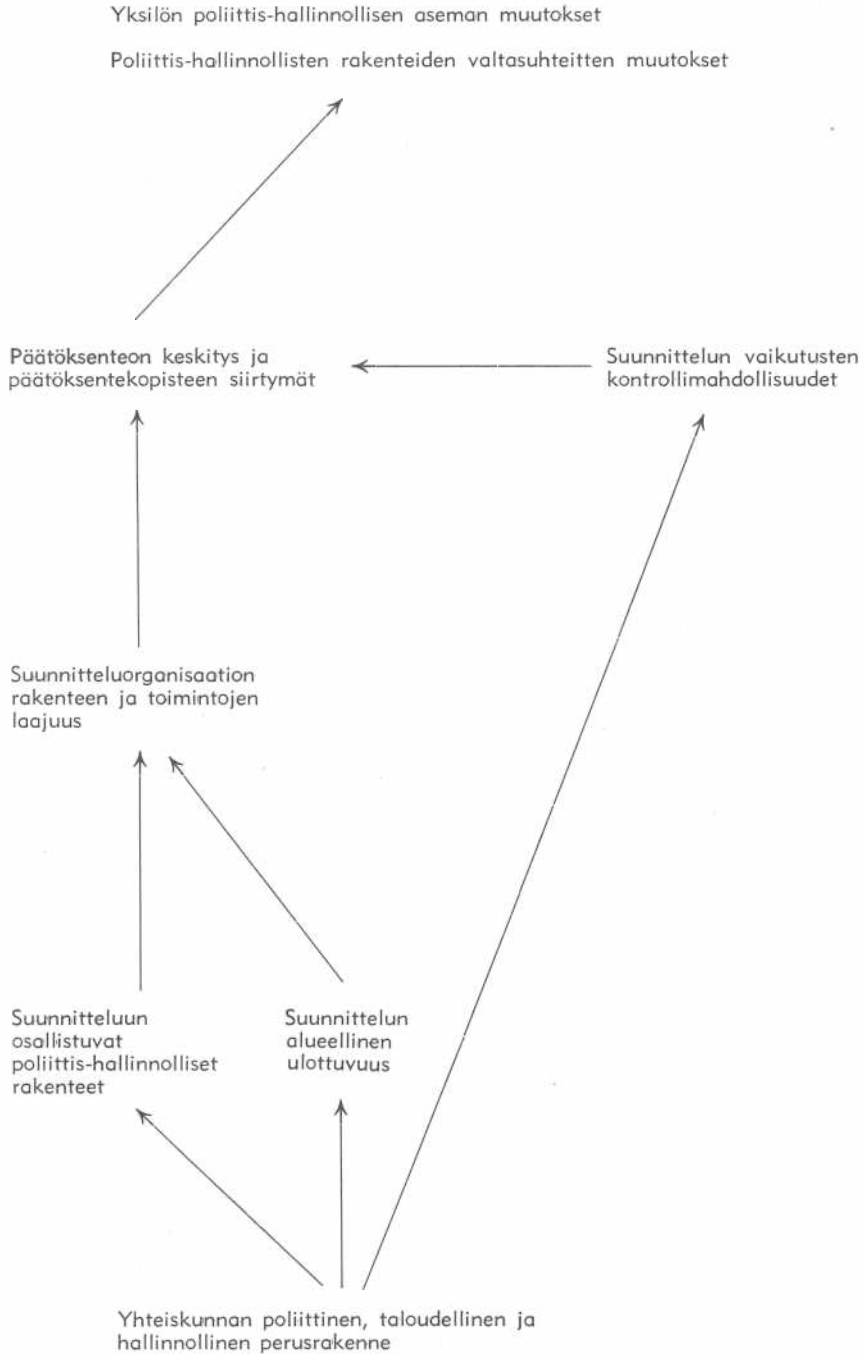 Yksilön poliittis-hallinnollisen aseman muutokset
Poliittis-hallinnollisten rakenteiden valtasuhteitten muutokset
Päätöksenteon keskitys ja
päätöksentekopisteen siirtymät
Suunnittelun vaikutusten
kontrollimahdollisuudet
Suunnitteluorganisaation
rakenteen ja toimintojen
laajuus
Suunnitteluun
osallistuvat
poliittis-hallinnolliset
rakenteet
Suunnittelun
alueellinen
ulottuvuus
Yhteiskunnan poliittinen, taloudellinen ja
hallinnollinen perusrakenne